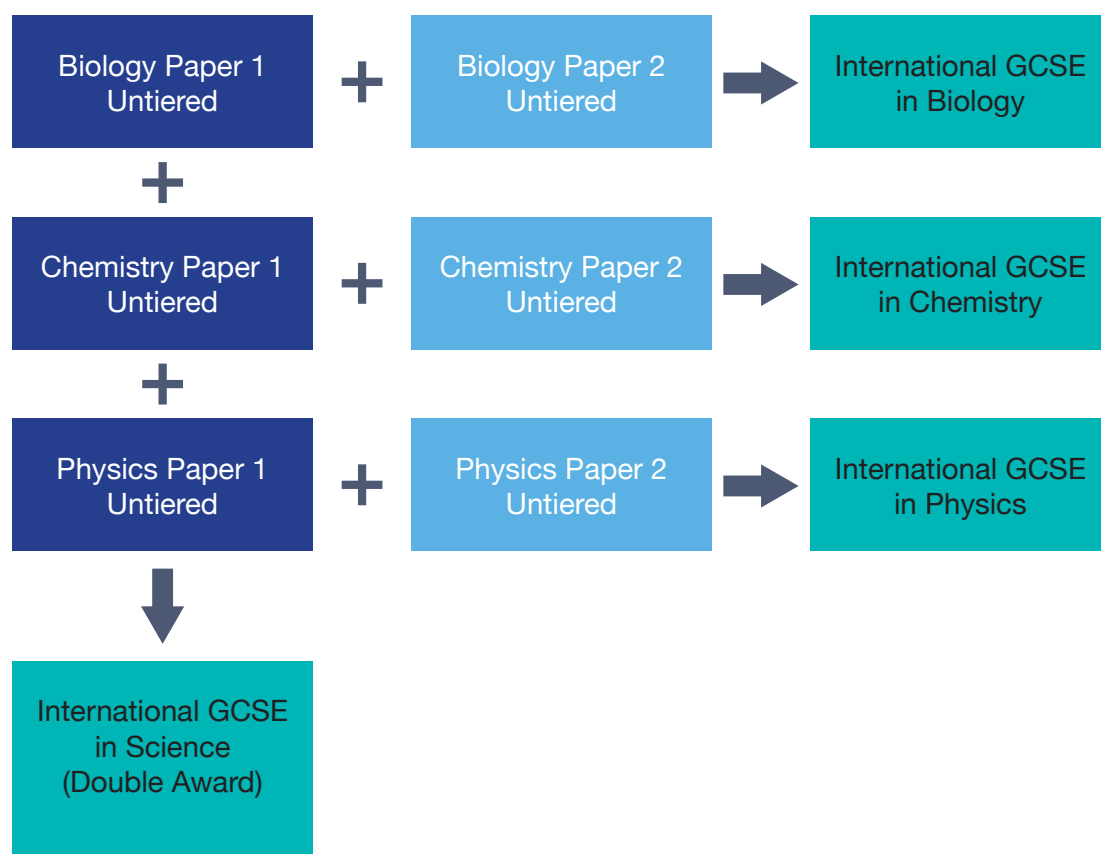 Biology Paper 1
Untiered
Biology Paper 2
Untiered
International GCSE
in Biology
Chemistry Paper 1
Untiered
Chemistry Paper 2
Untiered
International GCSE
in Chemistry
Physics Paper 1
Untiered
Physics Paper 2
Untiered
International GCSE
in Physics
International GCSE
in Science
(Double Award)